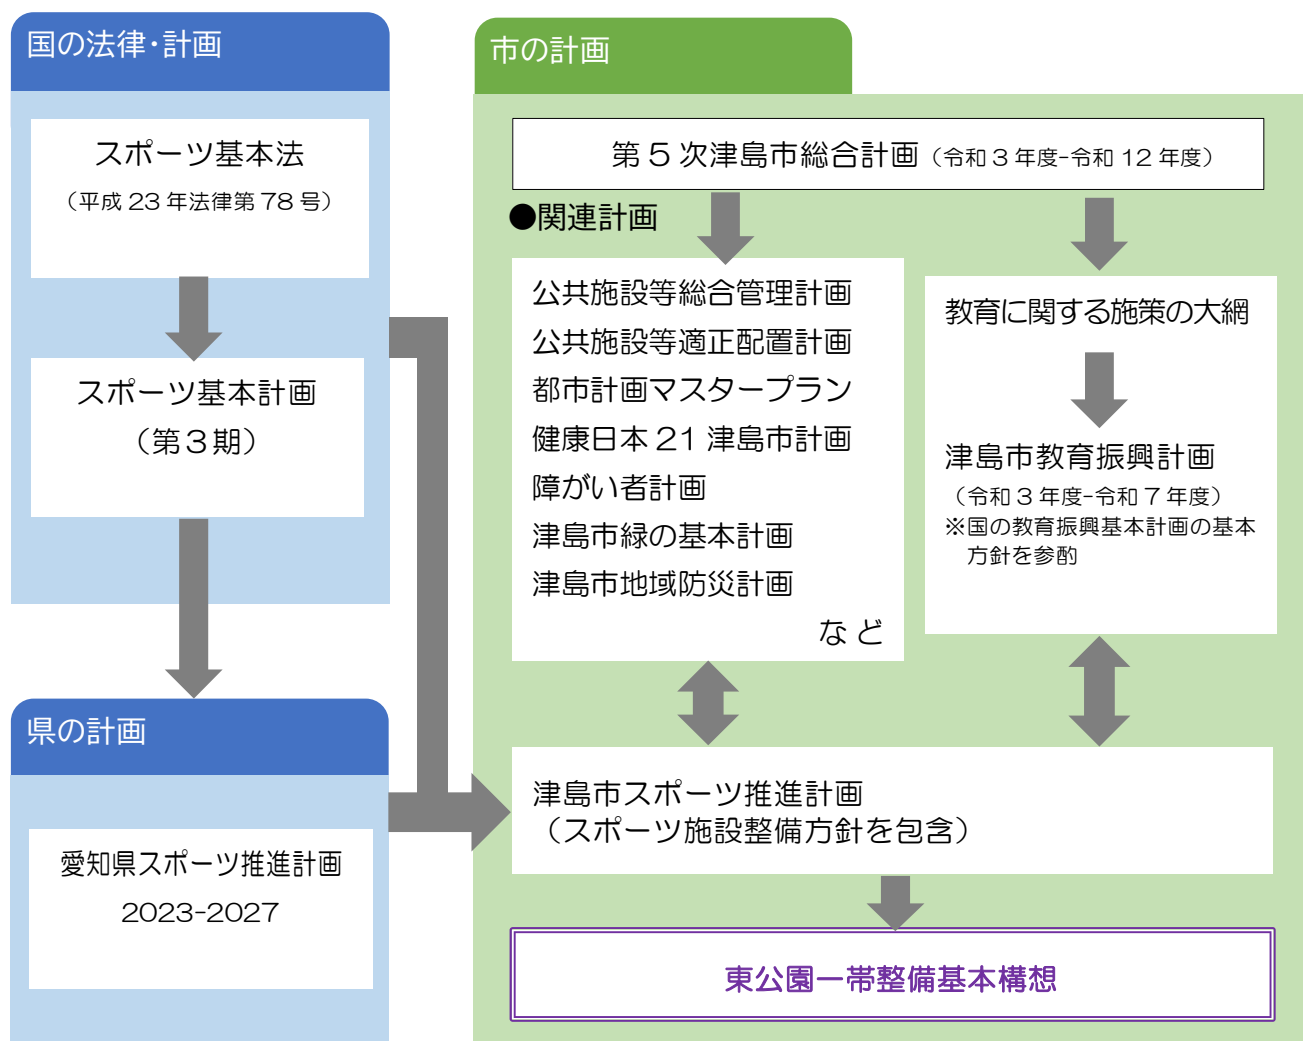 国の法律・計画
スポーツ基本法
（平成 23 年法律第 78 号）
スポーツ基本計画
（第３期）
県の計画
愛知県スポーツ推進計画
2023-2027
市の計画
第５次津島市総合計画（令和３年度-令和 12 年度）
●関連計画
公共施設等総合管理計画
公共施設等適正配置計画
都市計画マスタープラン
健康日本 21 津島市計画
障がい者計画
津島市緑の基本計画
津島市地域防災計画
など
教育に関する施策の大綱
津島市教育振興計画
（令和３年度-令和７年度）
※国の教育振興基本計画の基本
方針を参酌
津島市スポーツ推進計画
（スポーツ施設整備方針を包含）
東公園一帯整備基本構想